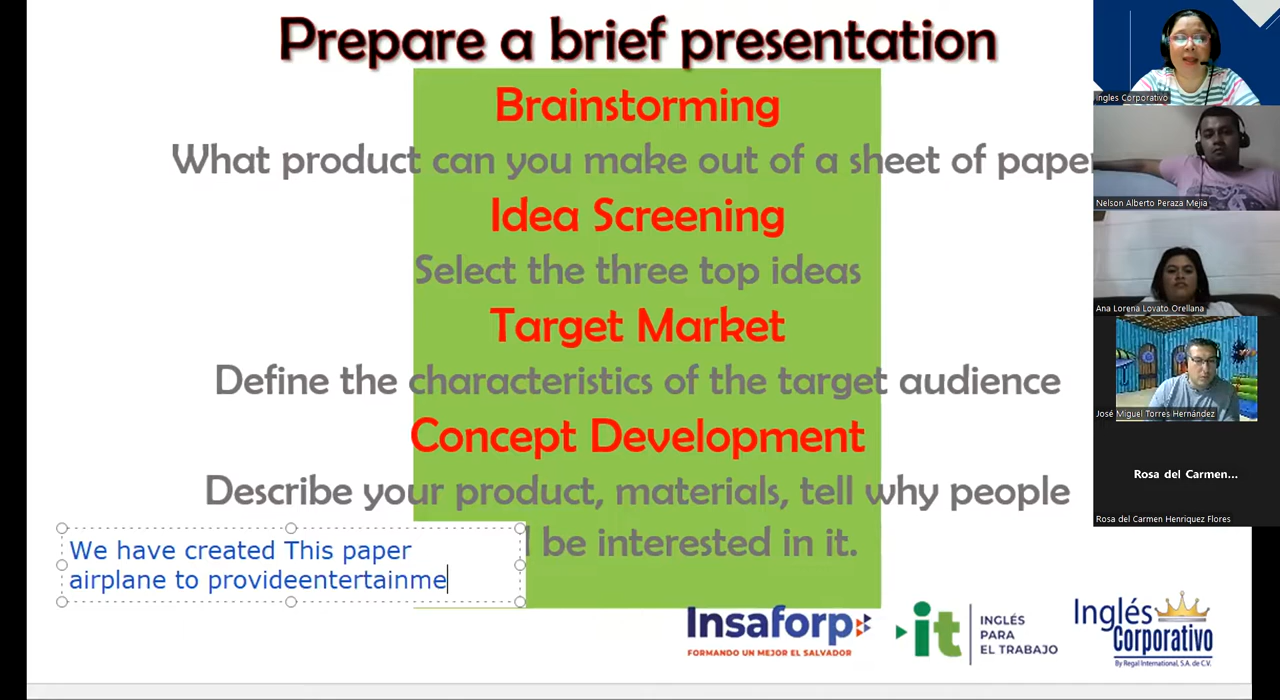 Prepare a brief presentation
Brainstorming
What product can you make out of a sheet of paper
Idea Screening
Select the three top ideas
Target Market
Define the characteristics of the target audience
Concept Development
Describe your product, materials, tell why people
be interested in it.
We have created This paper
airplane to provideentertainme
Insaforp
FORMANDO UN MEJOR EL SALVADOR
it
INGLÉS
PARA
EL TRABAJO
Inglés
Corporativo
By Regal International, S.A. de C.V.
Ingles Corporativo
Nelson Alberto Peraza Mejia
Ana Lorena Lovato Orellana
José Miguel Torres Hernández
Rosa del Carmen...
Rosa del Carmen Henriquez Flores